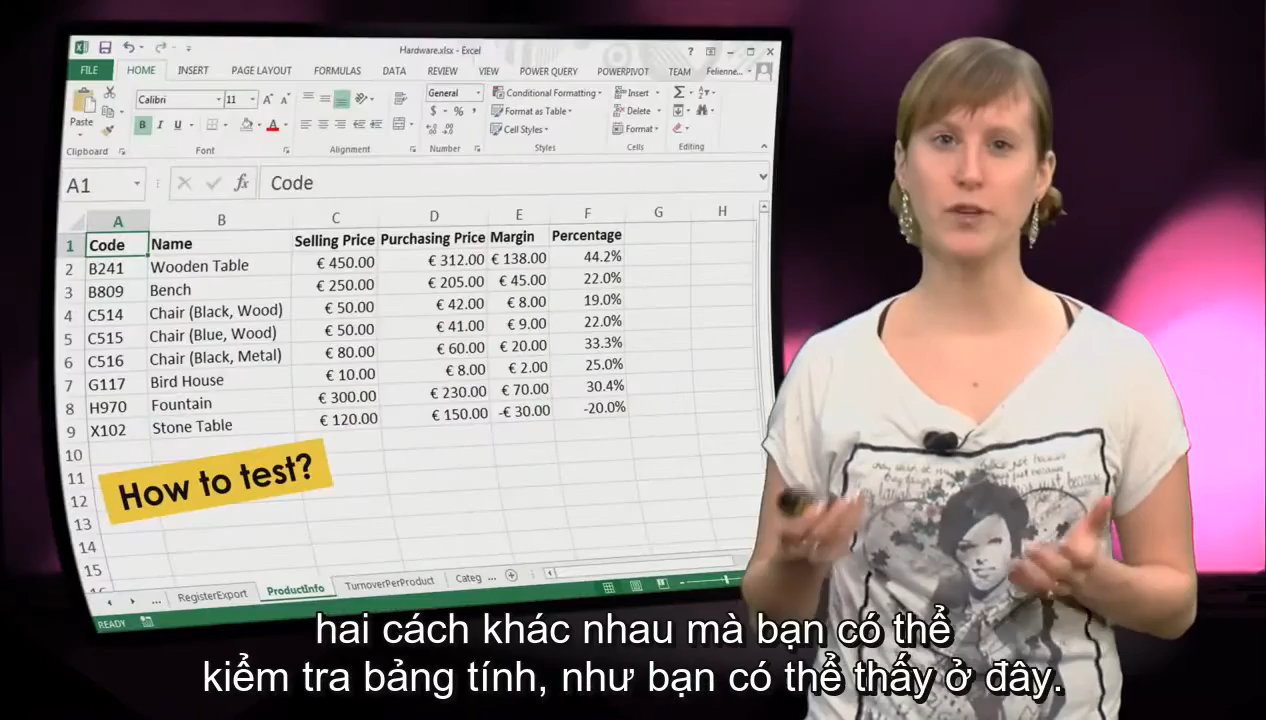 Hardware.xlsx - Excel
FILE HOME INSERT PAGE LAYOUT FORMULAS DATA REVIEW VIEW POWER QUERY POWERPIVOT TEAM Felienne...
Paste Calibri 11 General Conditional Formatting Insert
$ % Format as Table Delete
Cell Styles Format
Clipboard Font Alignment Number Styles Cells Editing
A1 fx Code
A B C D E F G H
1 Code Name Selling Price Purchasing Price Margin Percentage
2 B241 Wooden Table € 450.00 € 312.00 € 138.00 44.2%
3 B809 Bench € 250.00 € 205.00 € 45.00 22.0%
4 C514 Chair (Black, Wood) € 50.00 € 42.00 € 8.00 19.0%
5 C515 Chair (Blue, Wood) € 50.00 € 41.00 € 9.00 22.0%
6 C516 Chair (Black, Metal) € 80.00 € 60.00 € 20.00 33.3%
7 G117 Bird House € 10.00 € 8.00 € 2.00 25.0%
8 H970 Fountain € 300.00 € 230.00 € 70.00 30.4%
9 X102 Stone Table € 120.00 € 150.00 -€ 30.00 -20.0%
10
11
12
13
14
15
How to test?
... RegisterExport ProductInfo TurnoverPerProduct Categ ...
READY
hai cách khác nhau mà bạn có thể
kiểm tra bảng tính, như bạn có thể thấy ở đây.